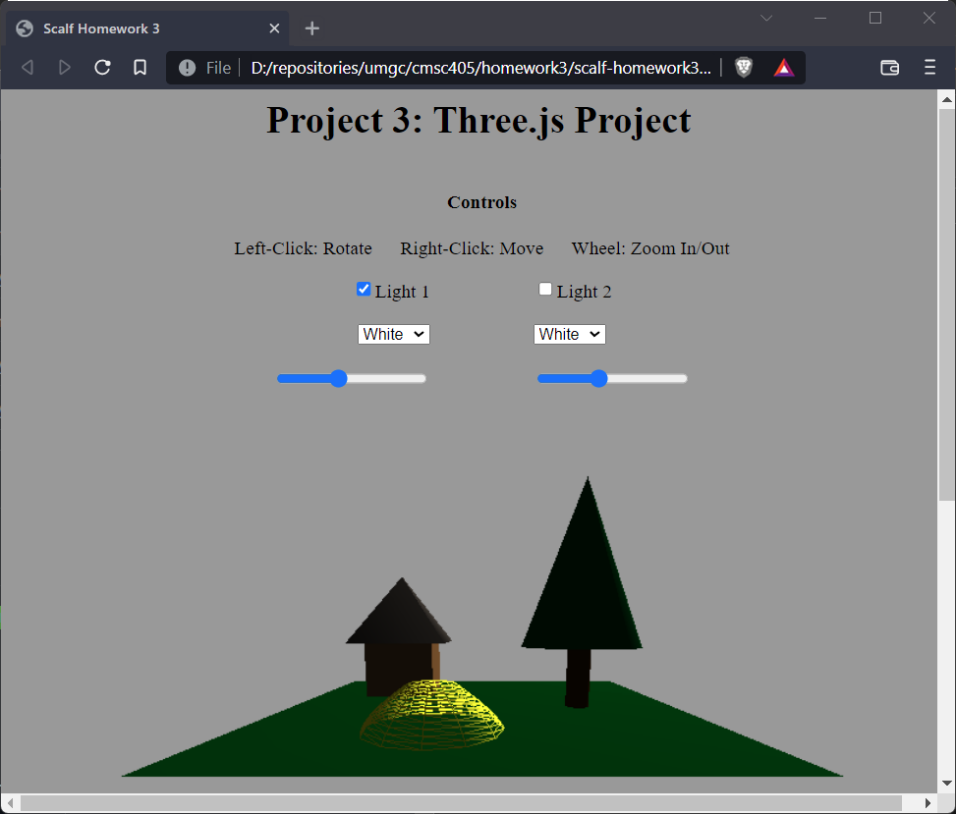 Scalf Homework 3
File D:/repositories/umgc/cmsc405/homework3/scalf-homework3...
Project 3: Three.js Project
Controls
Left-Click: Rotate Right-Click: Move Wheel: Zoom In/Out
Light 1 Light 2
White White